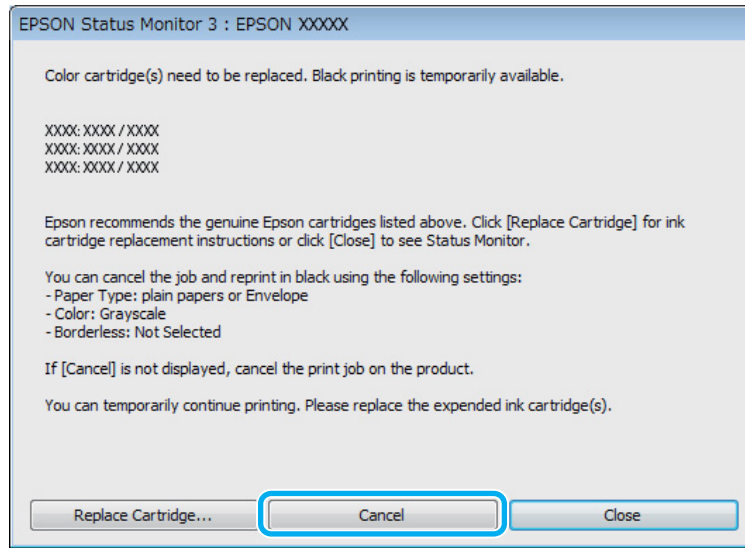 EPSON Status Monitor 3 : EPSON XXXXX
Color cartridge(s) need to be replaced. Black printing is temporarily available.
XXXX: XXXX / XXXX
XXXX: XXXX / XXXX
XXXX: XXXX / XXXX
Epson recommends the genuine Epson cartridges listed above. Click [Replace Cartridge] for ink
cartridge replacement instructions or click [Close] to see Status Monitor.
You can cancel the job and reprint in black using the following settings:
- Paper Type: plain papers or Envelope
- Color: Grayscale
- Borderless: Not Selected
If [Cancel] is not displayed, cancel the print job on the product.
You can temporarily continue printing. Please replace the expended ink cartridge(s).
Replace Cartridge... Cancel Close